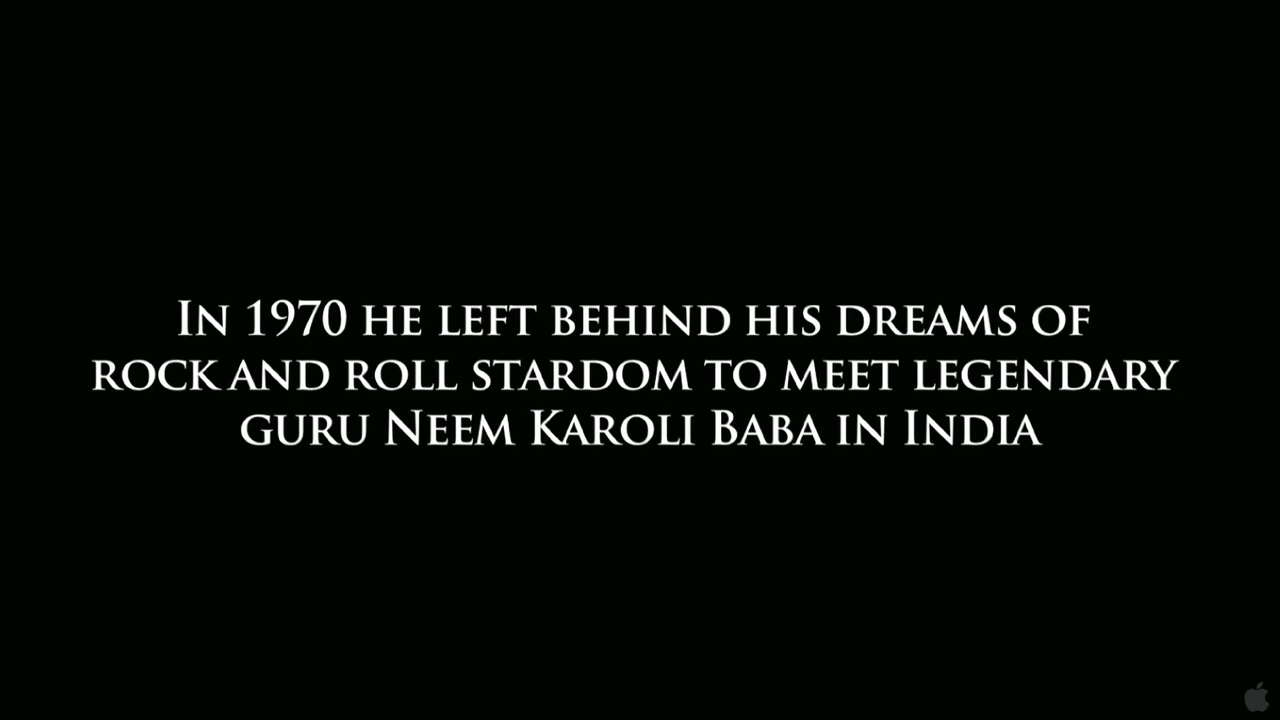 In 1970 he left behind his dreams of
rock and roll stardom to meet legendary
guru Neem Karoli Baba in India